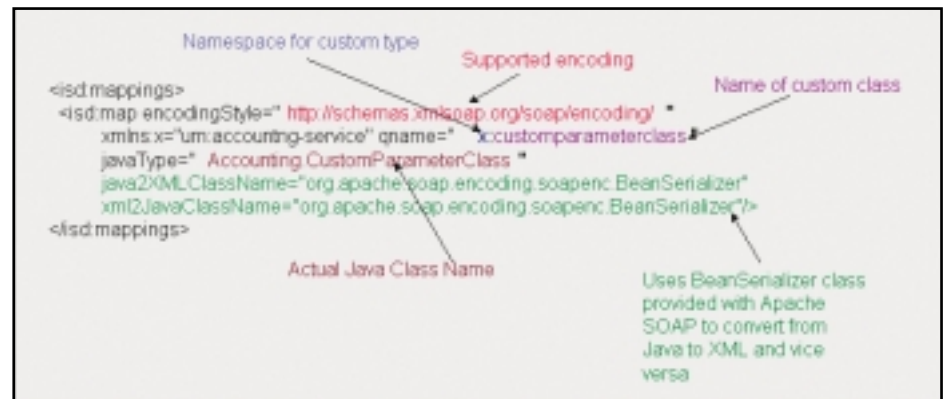 Namespace for custom type
Supported encoding
Name of custom class
<isd:mappings>
<isd:map encodingStyle=" http://schemas.xmlsoap.org/soap/encoding/ "
xmlns:x="urn:accountng-service" qname=" x:customparameterclass"
javaType=" Accounting.CustomParameterClass "
java2XMLClassName="org.apache.soap.encoding.soapenc.BeanSerializer"
xml2JavaClassName="org.apache.soap.encoding.soapenc.BeanSerializer"/>
</isd:mappings>
Actual Java Class Name
Uses BeanSerializer class
provided with Apache
SOAP to convert from
Java to XML and vice
versa